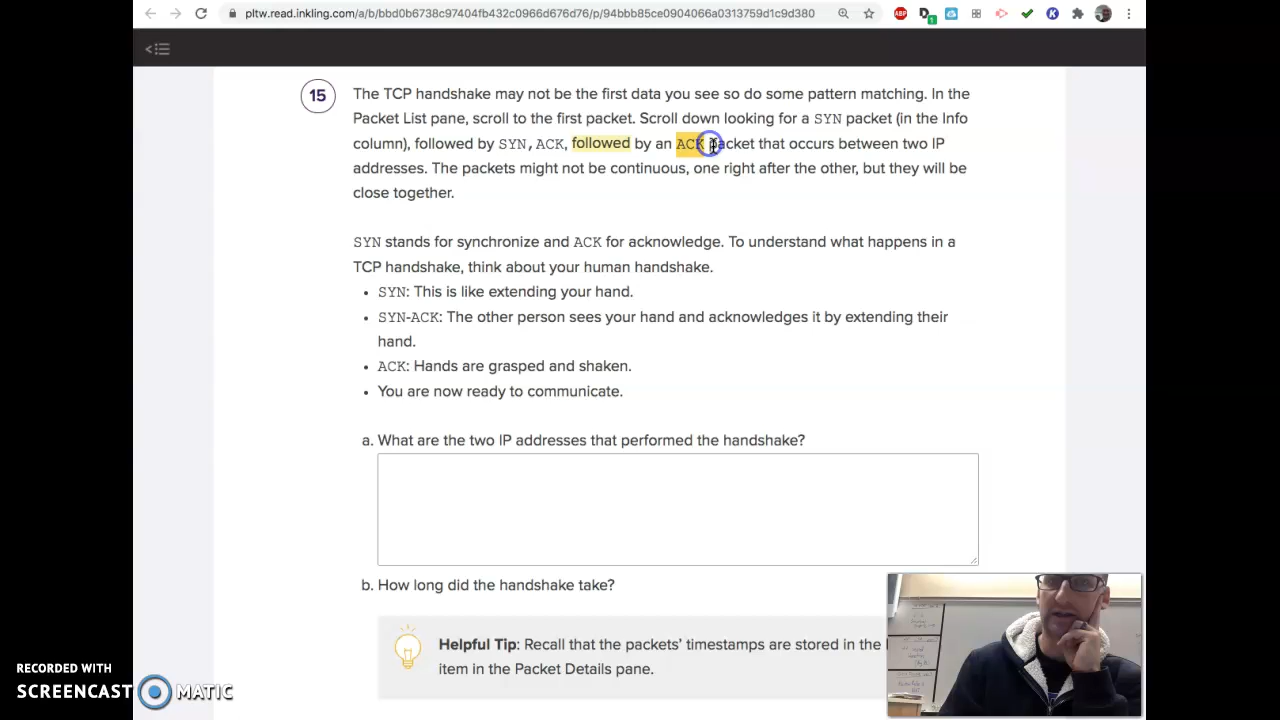 pltw.read.inkling.com/a/b/bbd0b6738c97404fb432c0966d676d76/p/94bbb85ce0904066a0313759d1c9d380
ABP
1
K
15
The TCP handshake may not be the first data you see so do some pattern matching. In the
Packet List pane, scroll to the first packet. Scroll down looking for a SYN packet (in the Info
column), followed by SYN, ACK, followed by an ACK packet that occurs between two IP
addresses. The packets might not be continuous, one right after the other, but they will be
close together.
SYN stands for synchronize and ACK for acknowledge. To understand what happens in a
TCP handshake, think about your human handshake.
• SYN: This is like extending your hand.
• SYN-ACK: The other person sees your hand and acknowledges it by extending their
hand.
• ACK: Hands are grasped and shaken.
• You are now ready to communicate.
a. What are the two IP addresses that performed the handshake?
b. How long did the handshake take?
Helpful Tip: Recall that the packets' timestamps are stored in the
item in the Packet Details pane.
RECORDED WITH
SCREENCAST MATIC